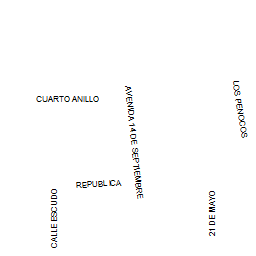 CUARTO ANILLO
AVENIDA 14 DE SEPTIEMBRE
LOS PENOCOS
REPUBLICA
CALLE ESCUDO
21 DE MAYO